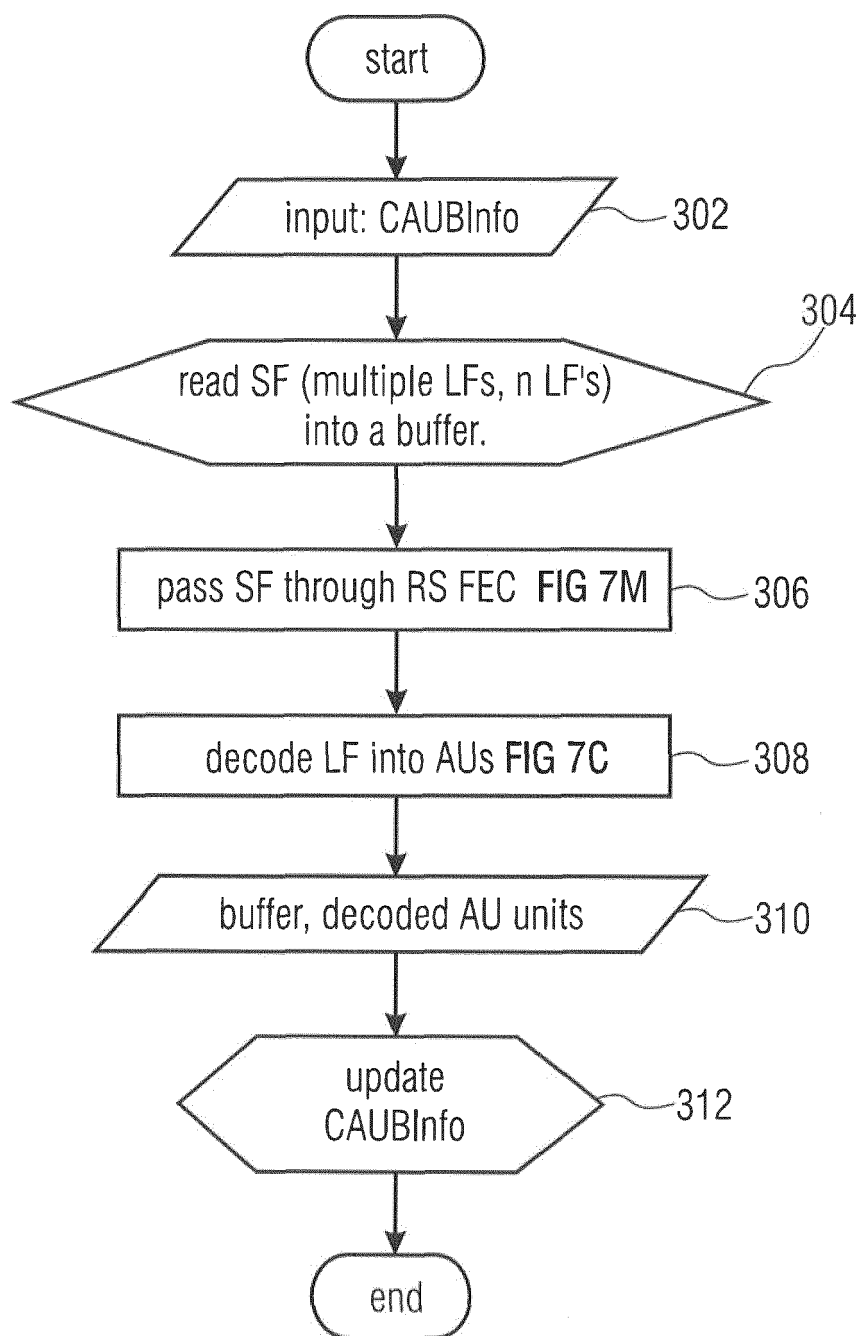 start
input: CAUBInfo
302
304
read SF (multiple LFs, n LF's)
into a buffer.
pass SF through RS FEC FIG 7M
306
decode LF into AUs FIG 7C
308
buffer, decoded AU units
310
update
CAUBInfo
312
end